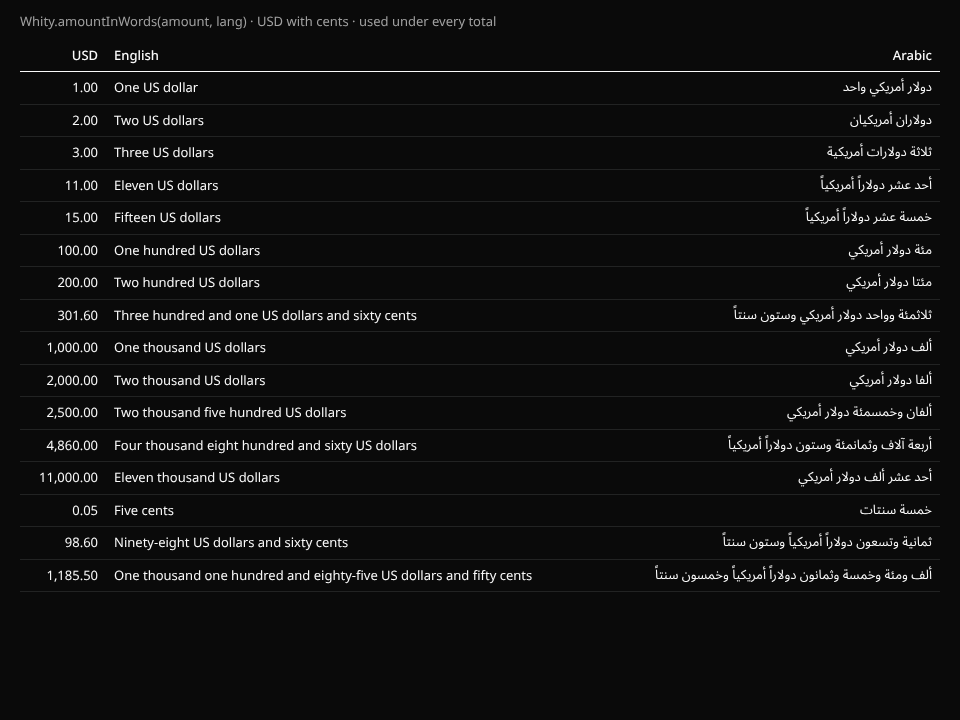 Whity.amountInWords(amount, lang) · USD with cents · used under every total
USD English Arabic
1.00 One US dollar دولار أمريكي واحد
2.00 Two US dollars دولاران أمريكيان
3.00 Three US dollars ثلاثة دولارات أمريكية
11.00 Eleven US dollars أحد عشر دولاراً أمريكياً
15.00 Fifteen US dollars خمسة عشر دولاراً أمريكياً
100.00 One hundred US dollars مئة دولار أمريكي
200.00 Two hundred US dollars مئتا دولار أمريكي
301.60 Three hundred and one US dollars and sixty cents ثلاثمئة وواحد دولار أمريكي وستون سنتاً
1,000.00 One thousand US dollars ألف دولار أمريكي
2,000.00 Two thousand US dollars ألفا دولار أمريكي
2,500.00 Two thousand five hundred US dollars ألفان وخمسمئة دولار أمريكي
4,860.00 Four thousand eight hundred and sixty US dollars أربعة آلاف وثمانمئة وستون دولاراً أمريكياً
11,000.00 Eleven thousand US dollars أحد عشر ألف دولار أمريكي
0.05 Five cents خمسة سنتات
98.60 Ninety-eight US dollars and sixty cents ثمانية وتسعون دولاراً أمريكياً وستون سنتاً
1,185.50 One thousand one hundred and eighty-five US dollars and fifty cents ألف ومئة وخمسة وثمانون دولاراً أمريكياً وخمسون سنتاً